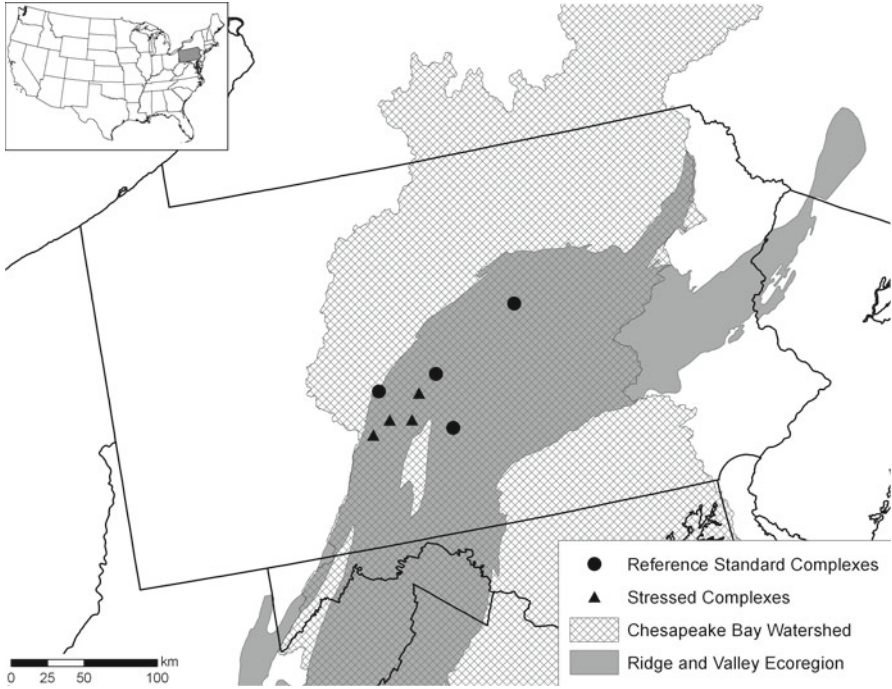 Reference Standard Complexes
Stressed Complexes
Chesapeake Bay Watershed
Ridge and Valley Ecoregion
km
0 25 50 100